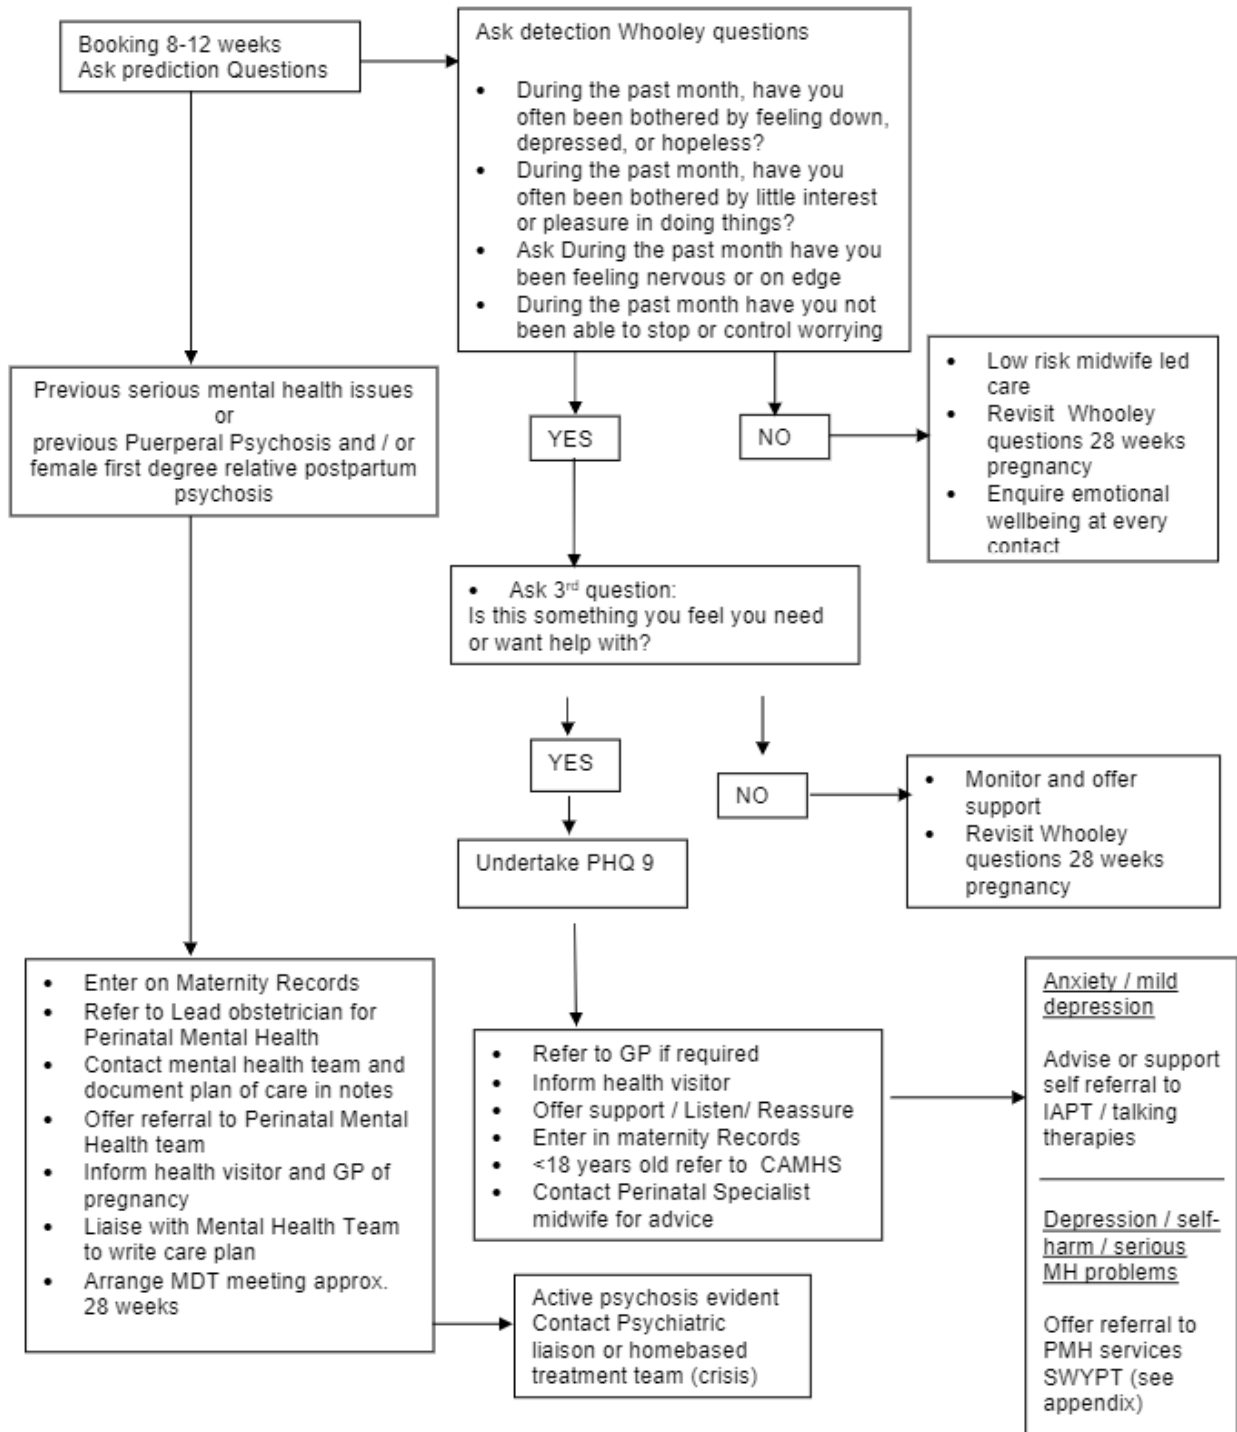 Booking 8-12 weeks
Ask prediction Questions
Ask detection Whooley questions
• During the past month, have you
often been bothered by feeling down,
depressed, or hopeless?
• During the past month, have you
often been bothered by little interest
or pleasure in doing things?
• Ask During the past month have you
been feeling nervous or on edge
• During the past month have you not
been able to stop or control worrying
Previous serious mental health issues
or
previous Puerperal Psychosis and / or
female first degree relative postpartum
psychosis
YES
NO
• Low risk midwife led
care
• Revisit Whooley
questions 28 weeks
pregnancy
• Enquire emotional
wellbeing at every
contact
• Ask 3rd question:
Is this something you feel you need
or want help with?
YES
NO
• Monitor and offer
support
• Revisit Whooley
questions 28 weeks
pregnancy
Undertake PHQ 9
• Enter on Maternity Records
• Refer to Lead obstetrician for
Perinatal Mental Health
• Contact mental health team and
document plan of care in notes
• Offer referral to Perinatal Mental
Health team
• Inform health visitor and GP of
pregnancy
• Liaise with Mental Health Team
to write care plan
• Arrange MDT meeting approx.
28 weeks
• Refer to GP if required
• Inform health visitor
• Offer support / Listen/ Reassure
• Enter in maternity Records
• <18 years old refer to CAMHS
• Contact Perinatal Specialist
midwife for advice
Anxiety / mild
depression
Advise or support
self referral to
IAPT / talking
therapies
Depression / self-
harm / serious
MH problems
Offer referral to
PMH services
SWYPT (see
appendix)
Active psychosis evident
Contact Psychiatric
liaison or homebased
treatment team (crisis)